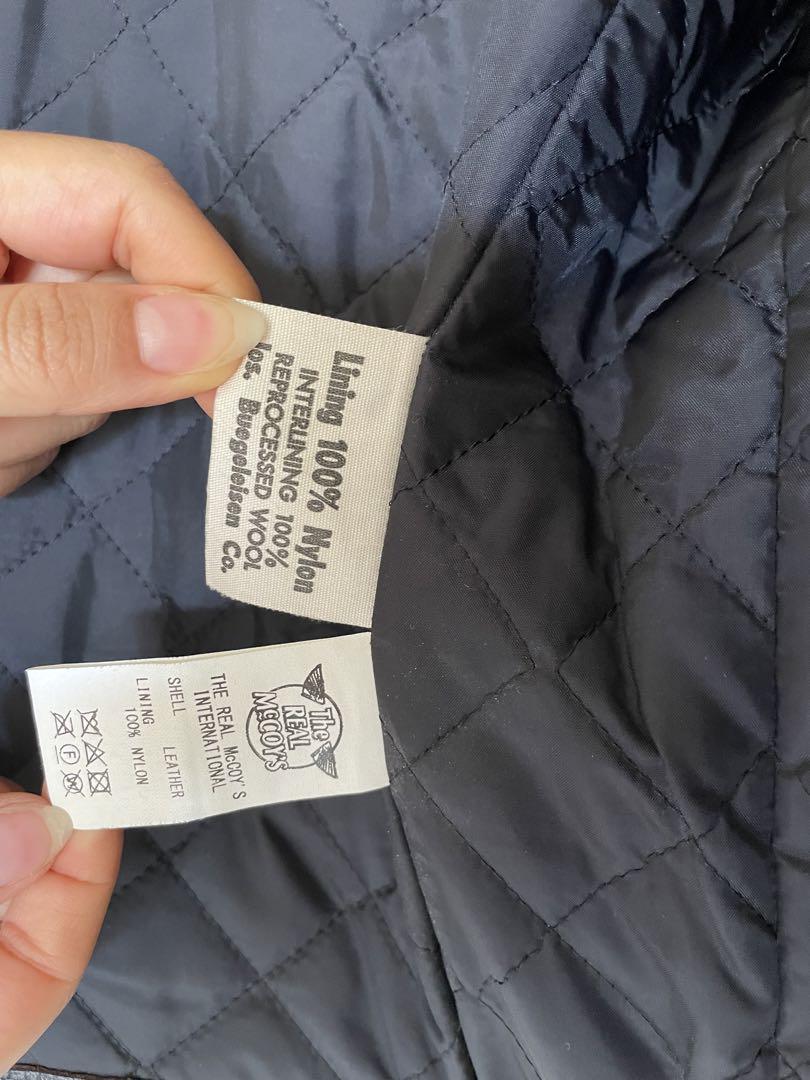 Lining 100% Nylon
INTERLINING 100%
REPROCESSED WOOL
Jos. Buegeleisen Co.
The
REAL
McCOY'S
THE REAL McCOY'S
INTERNATIONAL
SHELL LEATHER
LINING
100% NYLON
F